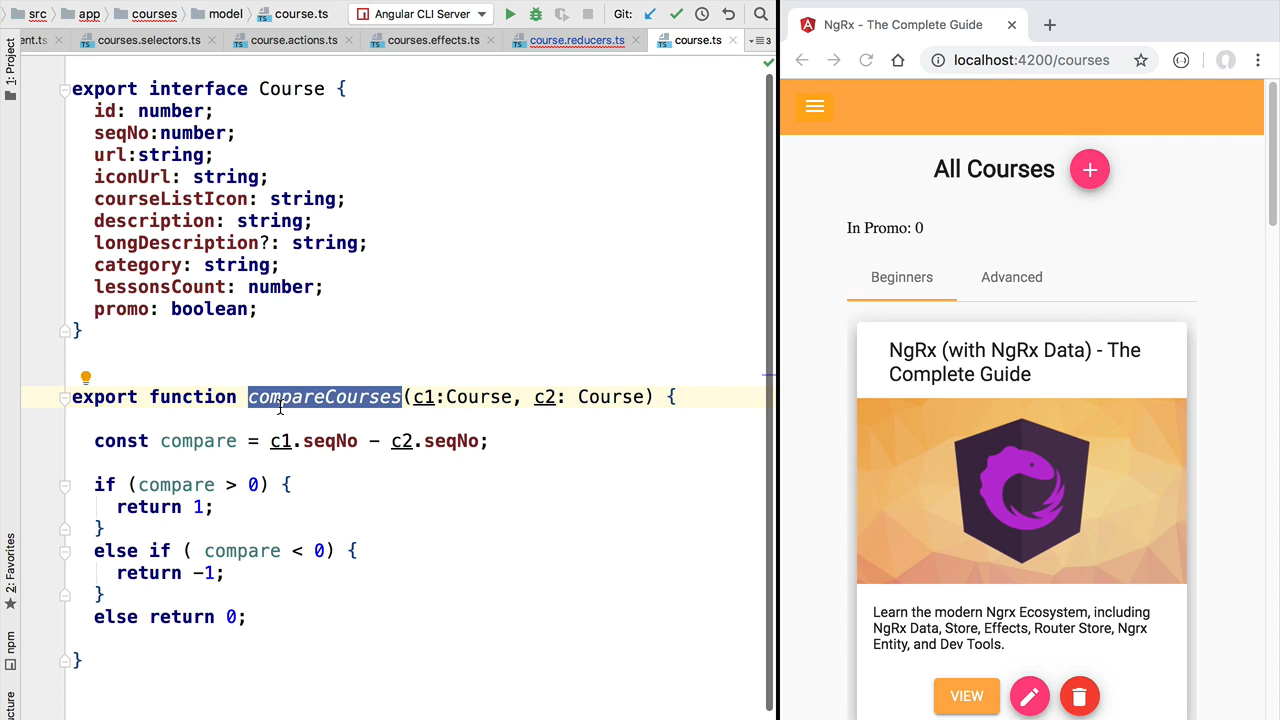 src app courses model course.ts Angular CLI Server Git:
ent.ts courses.selectors.ts course.actions.ts courses.effects.ts course.reducers.ts course.ts 3
1: Project
2: Favorites
npm
ucture
export interface Course {
id: number;
seqNo:number;
url:string;
iconUrl: string;
courseListIcon: string;
description: string;
longDescription?: string;
category: string;
lessonsCount: number;
promo: boolean;
}
export function compareCourses(c1:Course, c2: Course) {
const compare = c1.seqNo - c2.seqNo;
if (compare > 0) {
return 1;
}
else if ( compare < 0) {
return -1;
}
else return 0;
}
NgRx - The Complete Guide
localhost:4200/courses
All Courses +
In Promo: 0
Beginners Advanced
NgRx (with NgRx Data) - The
Complete Guide
Learn the modern Ngrx Ecosystem, including
NgRx Data, Store, Effects, Router Store, Ngrx
Entity, and Dev Tools.
VIEW